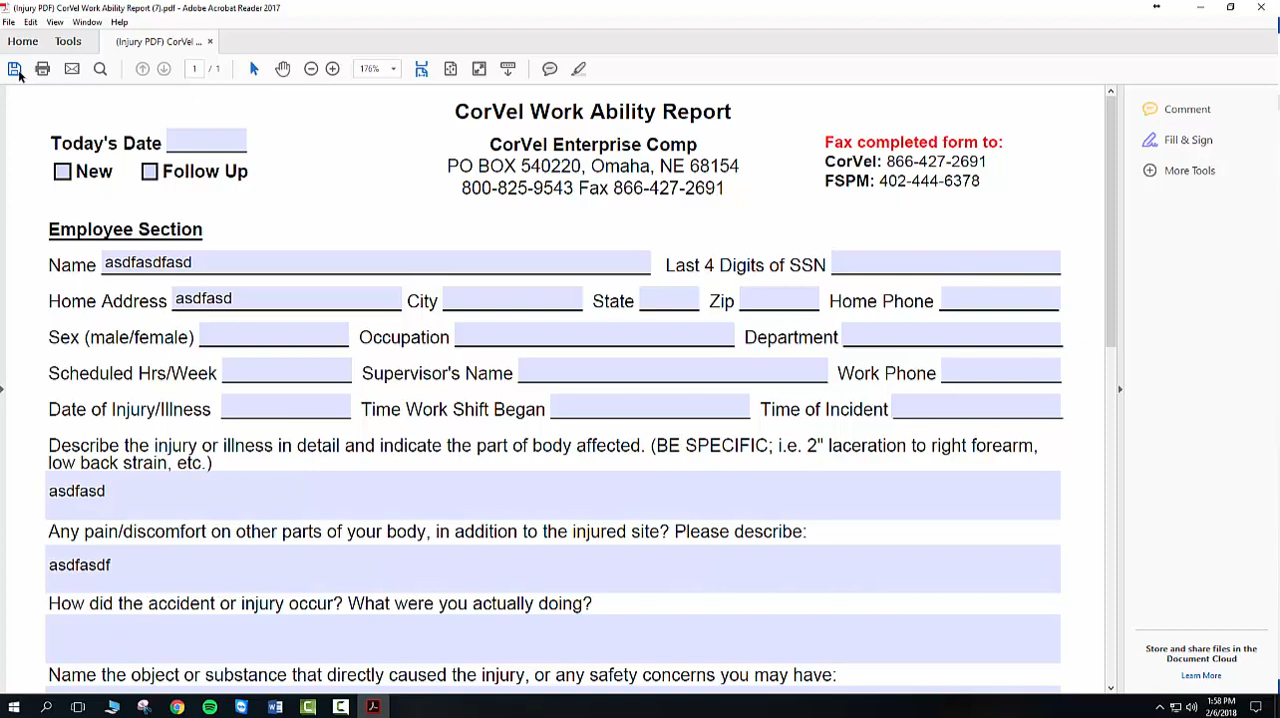 (Injury PDF) CorVel Work Ability Report (7).pdf - Adobe Acrobat Reader 2017
File Edit View Window Help
Home Tools (Injury PDF) CorVel ... ×
1 / 1 176%
CorVel Work Ability Report
Today's Date
CorVel Enterprise Comp
Fax completed form to:
PO BOX 540220, Omaha, NE 68154
CorVel: 866-427-2691
New Follow Up
800-825-9543 Fax 866-427-2691
FSPM: 402-444-6378
Employee Section
Name asdfasdfasd Last 4 Digits of SSN
Home Address asdfasd City State Zip Home Phone
Sex (male/female) Occupation Department
Scheduled Hrs/Week Supervisor's Name Work Phone
Date of Injury/Illness Time Work Shift Began Time of Incident
Describe the injury or illness in detail and indicate the part of body affected. (BE SPECIFIC; i.e. 2" laceration to right forearm,
low back strain, etc.)
asdfasd
Any pain/discomfort on other parts of your body, in addition to the injured site? Please describe:
asdfasdf
How did the accident or injury occur? What were you actually doing?
Name the object or substance that directly caused the injury, or any safety concerns you may have:
Comment
Fill & Sign
More Tools
Store and share files in the
Document Cloud
Learn More
1:58 PM
2/6/2018